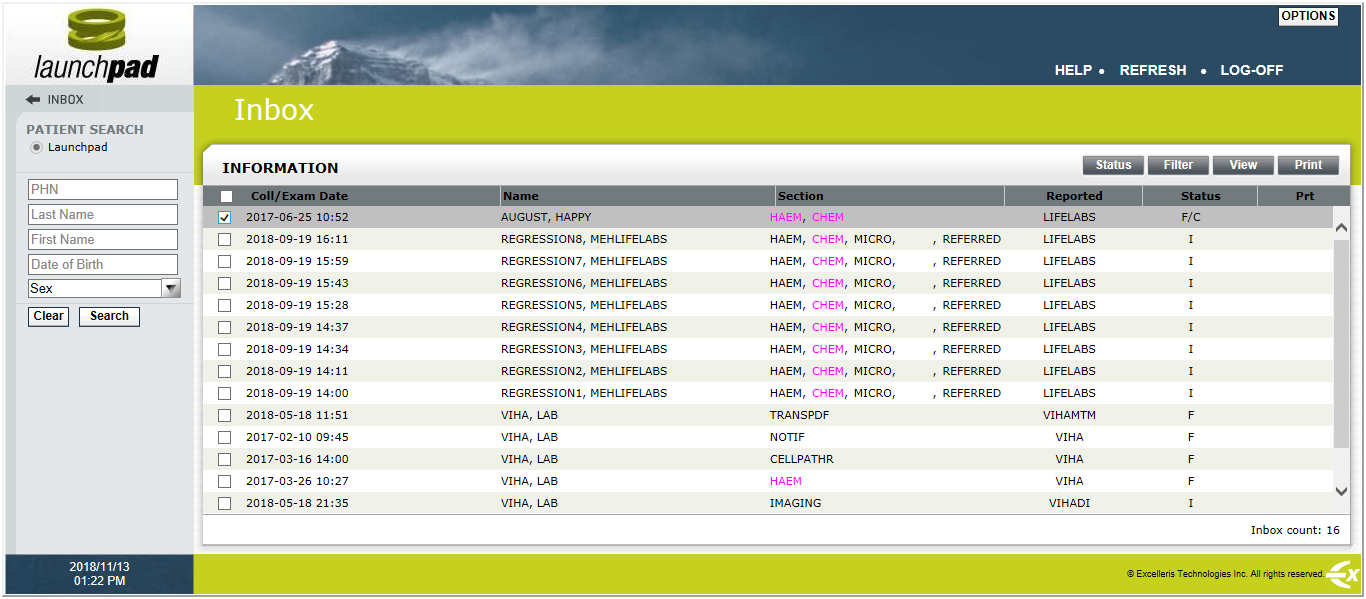 OPTIONS
launchpad
HELP • REFRESH • LOG-OFF
INBOX
Inbox
PATIENT SEARCH
Launchpad
PHN
Last Name
First Name
Date of Birth
Sex
Clear Search
INFORMATION Status Filter View Print
Coll/Exam Date Name Section Reported Status Prt
2017-06-25 10:52 AUGUST, HAPPY HAEM, CHEM LIFELABS F/C
2018-09-19 16:11 REGRESSION8, MEHLIFELABS HAEM, CHEM, MICRO, , REFERRED LIFELABS I
2018-09-19 15:59 REGRESSION7, MEHLIFELABS HAEM, CHEM, MICRO, , REFERRED LIFELABS I
2018-09-19 15:43 REGRESSION6, MEHLIFELABS HAEM, CHEM, MICRO, , REFERRED LIFELABS I
2018-09-19 15:28 REGRESSION5, MEHLIFELABS HAEM, CHEM, MICRO, , REFERRED LIFELABS I
2018-09-19 14:37 REGRESSION4, MEHLIFELABS HAEM, CHEM, MICRO, , REFERRED LIFELABS I
2018-09-19 14:34 REGRESSION3, MEHLIFELABS HAEM, CHEM, MICRO, , REFERRED LIFELABS I
2018-09-19 14:11 REGRESSION2, MEHLIFELABS HAEM, CHEM, MICRO, , REFERRED LIFELABS I
2018-09-19 14:00 REGRESSION1, MEHLIFELABS HAEM, CHEM, MICRO, , REFERRED LIFELABS I
2018-05-18 11:51 VIHA, LAB TRANSPDF VIHAMTM F
2017-02-10 09:45 VIHA, LAB NOTIF VIHA F
2017-03-16 14:00 VIHA, LAB CELLPATHR VIHA F
2017-03-26 10:27 VIHA, LAB HAEM VIHA F
2018-05-18 21:35 VIHA, LAB IMAGING VIHADI I
Inbox count: 16
2018/11/13
01:22 PM
© Excelleris Technologies Inc. All rights reserved.